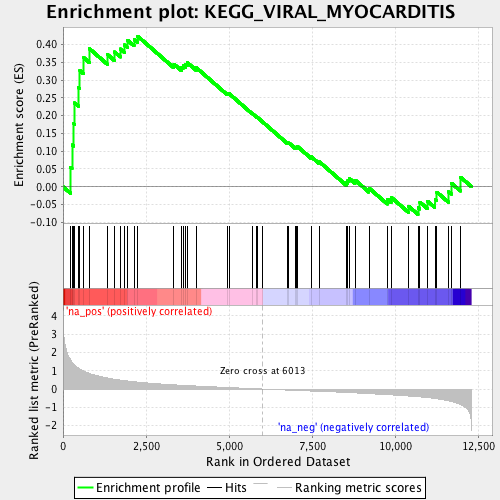 Enrichment plot: KEGG_VIRAL_MYOCARDITIS
Enrichment score (ES)
0.40
0.35
0.30
0.25
0.20
0.15
0.10
0.05
0.00
-0.05
-0.10
'na_pos' (positively correlated)
Ranked list metric (PreRanked)
4
3
2
1
0
-1
-2
Zero cross at 6013
'na_neg' (negatively correlated)
0 2,500 5,000 7,500 10,000 12,500
Rank in Ordered Dataset
Enrichment profile Hits Ranking metric scores